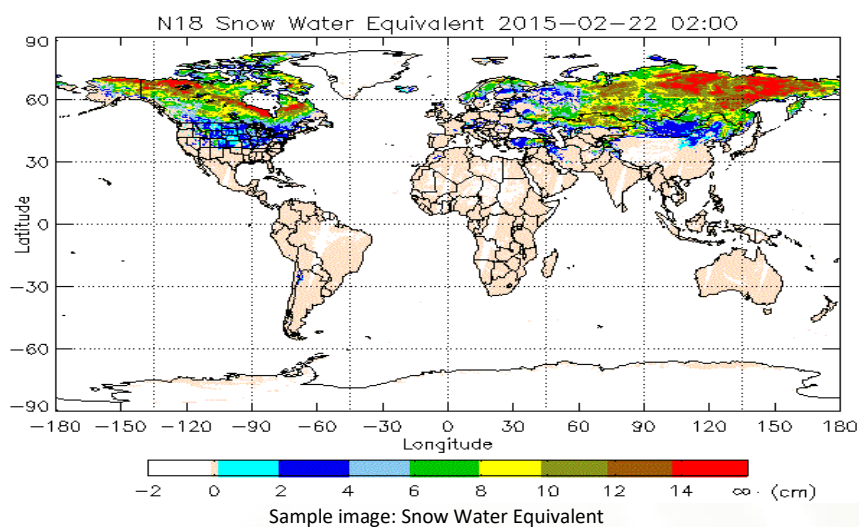 N18 Snow Water Equivalent 2015−02−22 02:00
90
60
30
0
−30
−60
−90
Latitude
−180 −150 −120 −90 −60 −30 0 30 60 90 120 150 180
Longitude
−2 0 2 4 6 8 10 12 14 ∞ (cm)
Sample image: Snow Water Equivalent